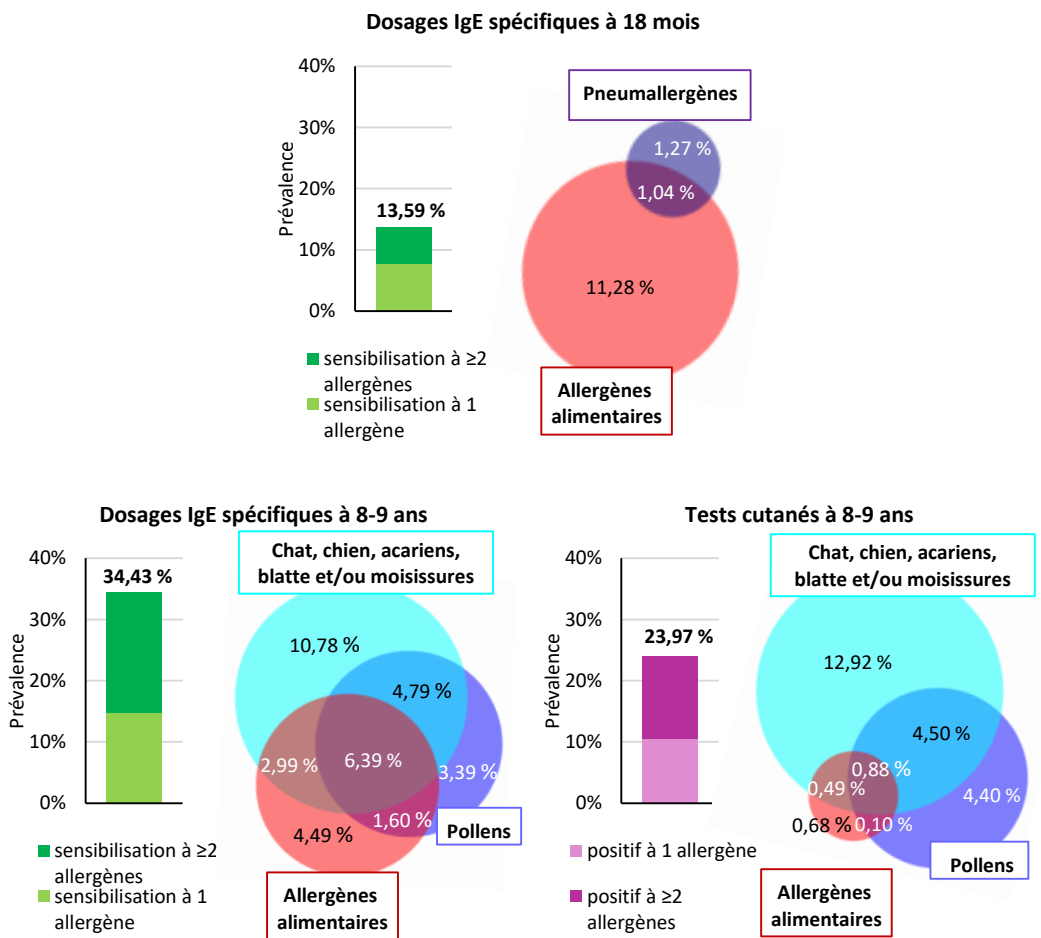 Dosages IgE spécifiques à 18 mois
40%
30%
20%
10%
0%
Prévalence
13,59 %
sensibilisation à ≥2
allergènes
sensibilisation à 1
allergène
Pneumallergènes
1,27 %
1,04 %
11,28 %
Allergènes
alimentaires
Dosages IgE spécifiques à 8-9 ans
40%
30%
20%
10%
0%
Prévalence
34,43 %
sensibilisation à ≥2
allergènes
sensibilisation à 1
allergène
Chat, chien, acariens,
blatte et/ou moisissures
10,78 %
4,79 %
2,99 %
6,39 %
3,39 %
1,60 %
4,49 %
Pollens
Allergènes
alimentaires
Tests cutanés à 8-9 ans
40%
30%
20%
10%
0%
Prévalence
23,97 %
positif à 1 allergène
positif à ≥2
allergènes
Chat, chien, acariens,
blatte et/ou moisissures
12,92 %
4,50 %
0,88 %
0,49 %
4,40 %
0,68 %
0,10 %
Pollens
Allergènes
alimentaires